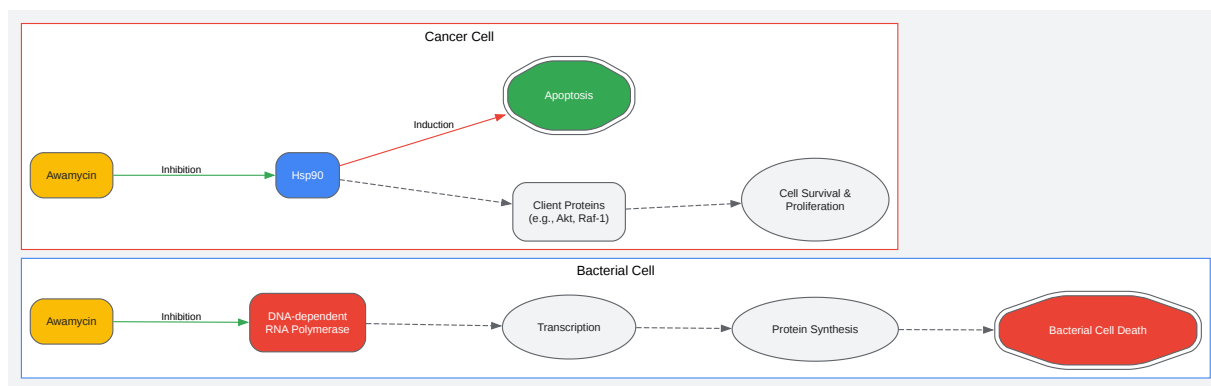 Cancer Cell
Apoptosis
Induction
Awamycin
Inhibition
Hsp90
Client Proteins
(e.g., Akt, Raf-1)
Cell Survival &
Proliferation
Bacterial Cell
Awamycin
Inhibition
DNA-dependent
RNA Polymerase
Transcription
Protein Synthesis
Bacterial Cell Death